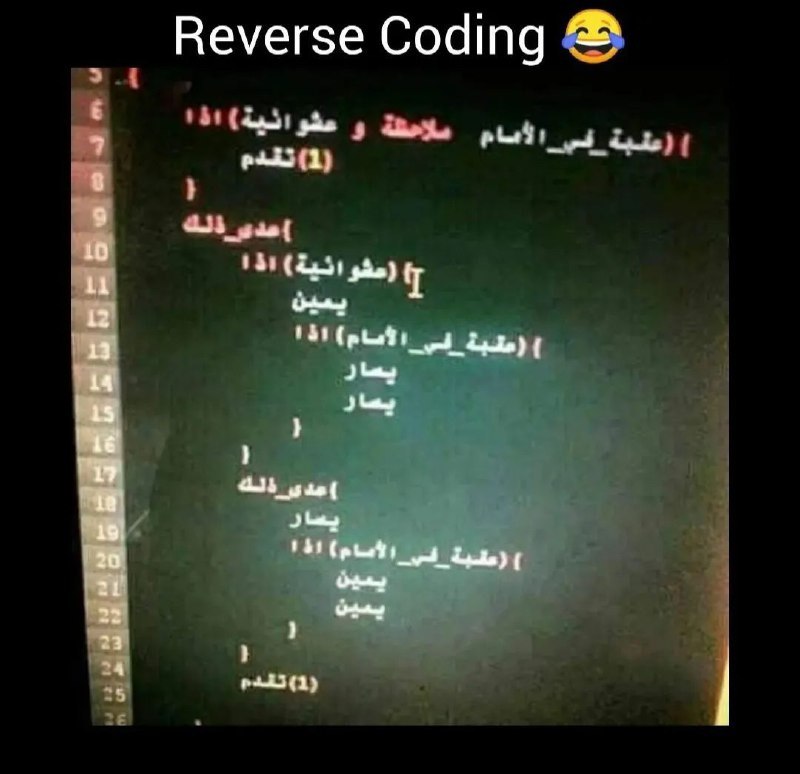 Reverse Coding 😂
5 {
6 اذا(عشوائية و ملاحظة عقبة_في_الأمام){
7 تقدم(1)
8 }
9 عدى_ذلك{
10 اذا(عشوائية){
11 يمين
12 اذا(عقبة_في_الأمام){
13 يسار
14 يسار
15 }
16 }
17 عدى_ذلك{
18 يسار
19 اذا(عقبة_في_الأمام){
20 يمين
21 يمين
22 }
23 }
24 تقدم(1)
25 }
26